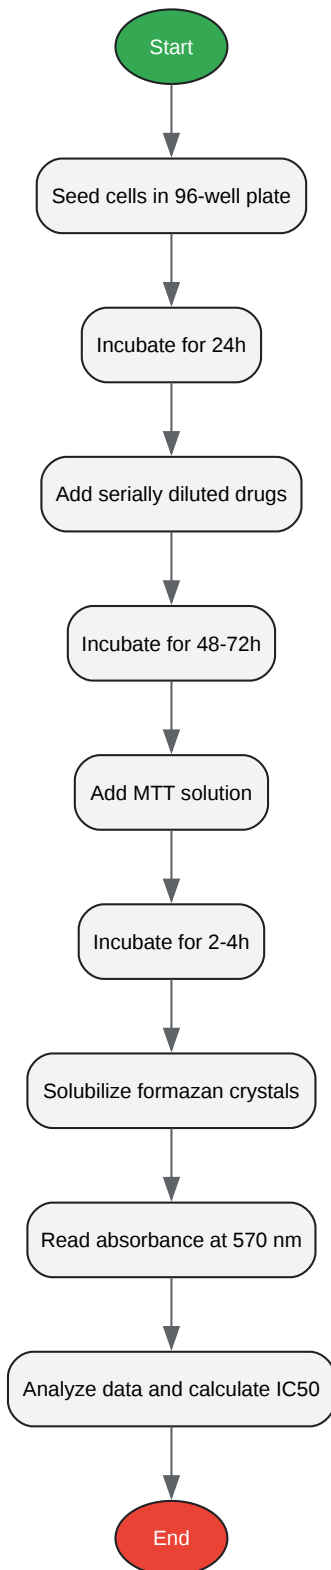 Start
Seed cells in 96-well plate
Incubate for 24h
Add serially diluted drugs
Incubate for 48-72h
Add MTT solution
Incubate for 2-4h
Solubilize formazan crystals
Read absorbance at 570 nm
Analyze data and calculate IC50
End